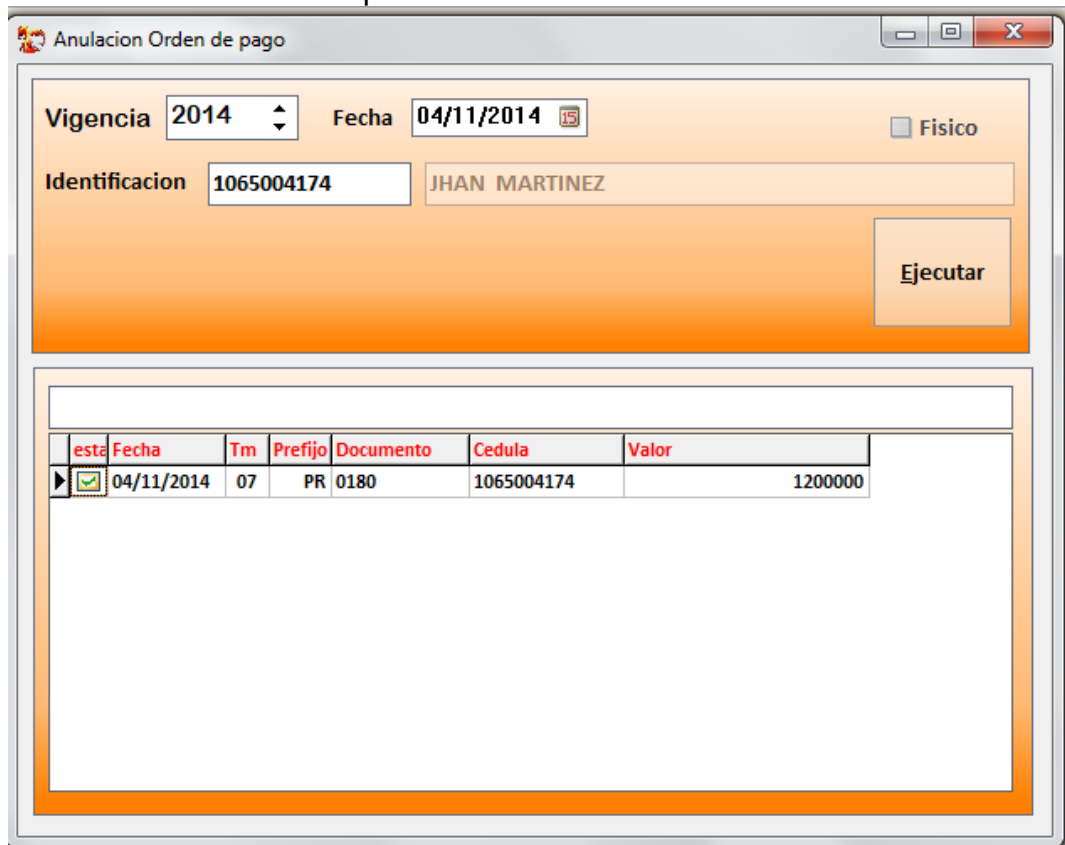 Anulacion Orden de pago
Vigencia 2014 Fecha 04/11/2014 15 Fisico
Identificacion 1065004174 JHAN MARTINEZ
Ejecutar
esta Fecha Tm Prefijo Documento Cedula Valor
04/11/2014 07 PR 0180 1065004174 1200000